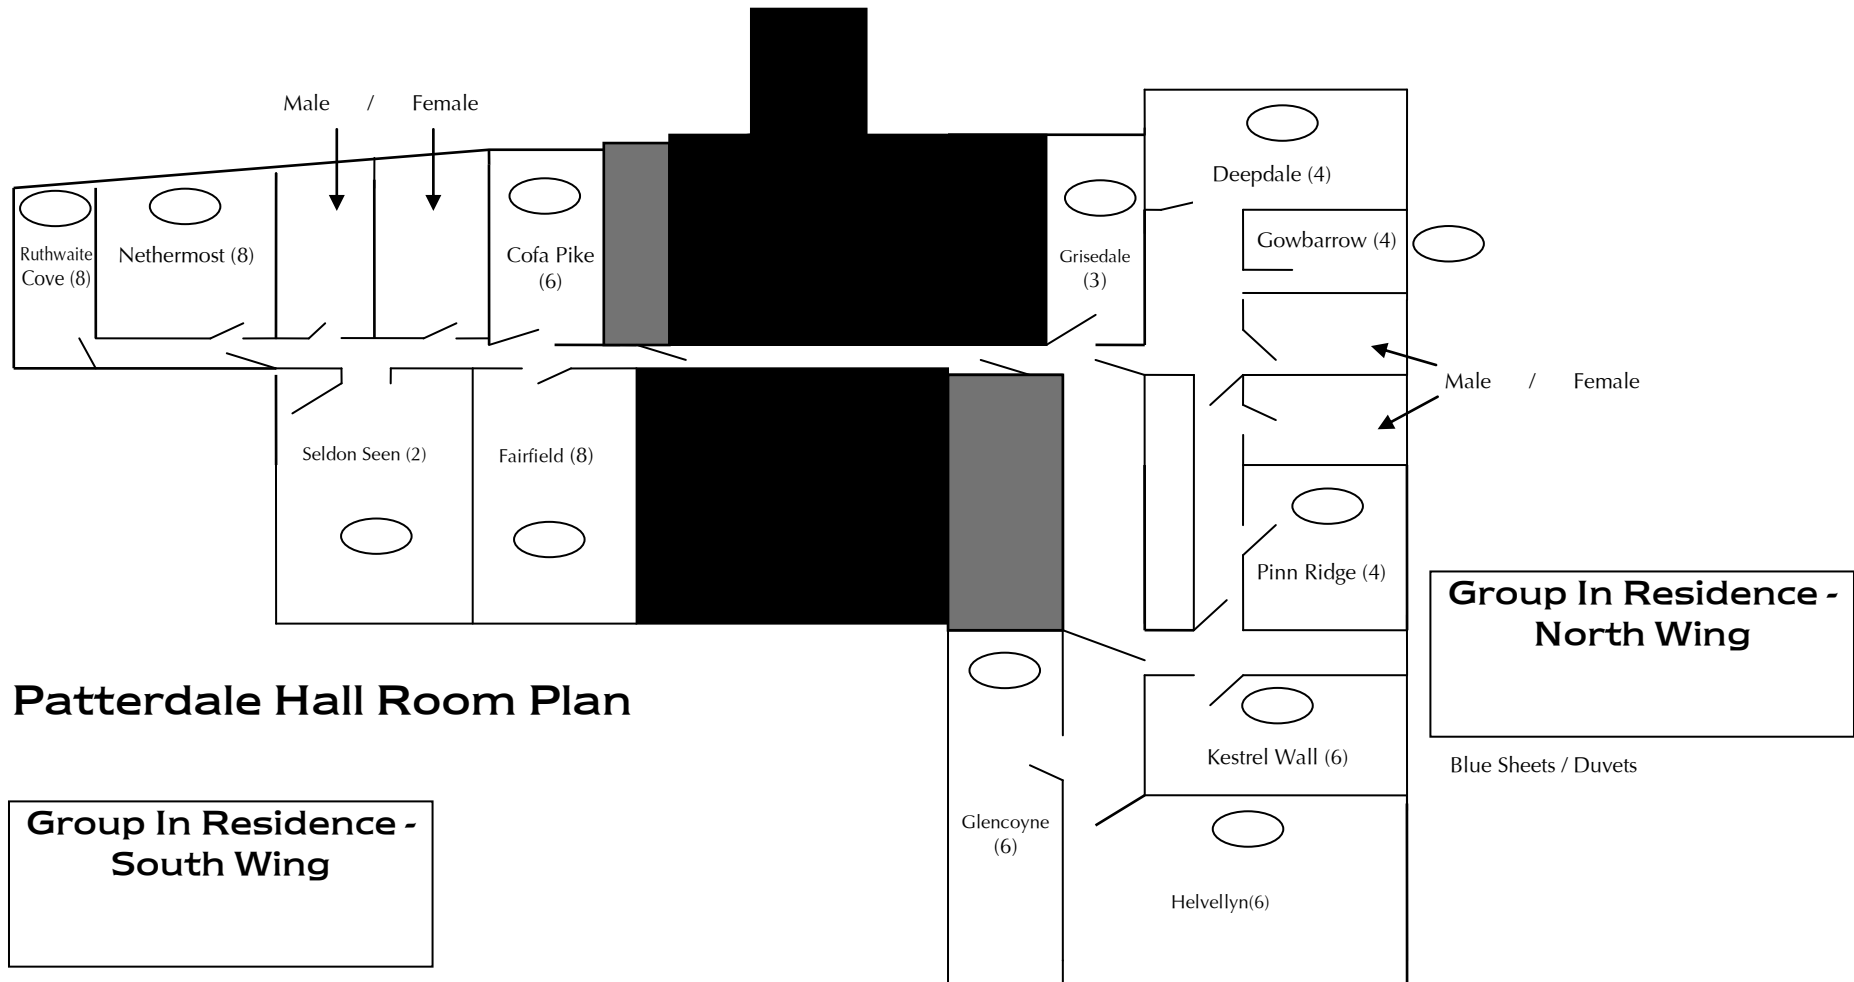 Male / Female
Deepdale (4)
Ruthwaite
Cove (8)
Nethermost (8)
Cofa Pike
(6)
Grisedale
(3)
Gowbarrow (4)
Male / Female
Seldon Seen (2)
Fairfield (8)
Pinn Ridge (4)
Group In Residence -
North Wing
Patterdale Hall Room Plan
Kestrel Wall (6)
Blue Sheets / Duvets
Group In Residence -
South Wing
Glencoyne
(6)
Helvellyn(6)